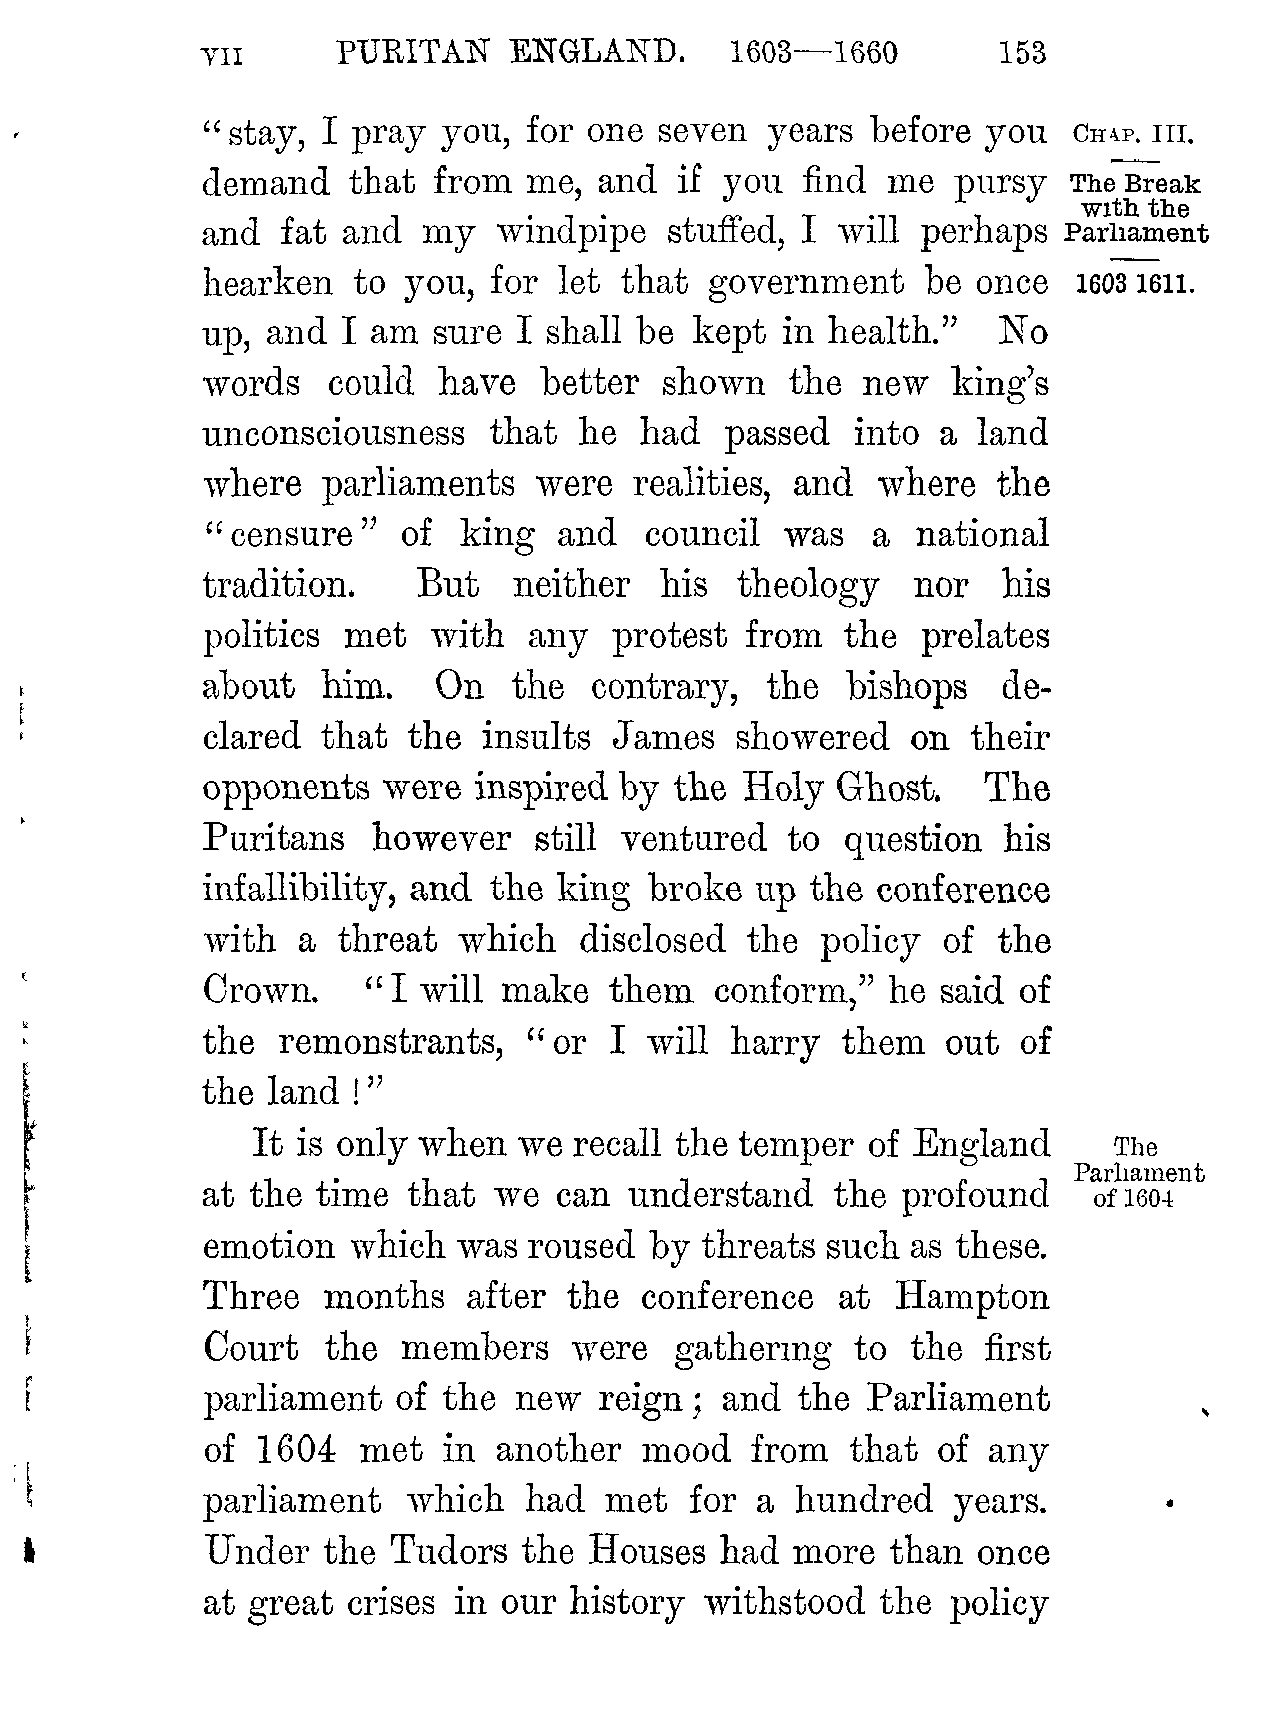 VII PURITAN ENGLAND. 1603—1660 153
"stay, I pray you, for one seven years before you
demand that from me, and if you find me pursy
and fat and my windpipe stuffed, I will perhaps
hearken to you, for let that government be once
up, and I am sure I shall be kept in health." No
words could have better shown the new king's
unconsciousness that he had passed into a land
where parliaments were realities, and where the
"censure" of king and council was a national
tradition. But neither his theology nor his
politics met with any protest from the prelates
about him. On the contrary, the bishops de-
clared that the insults James showered on their
opponents were inspired by the Holy Ghost. The
Puritans however still ventured to question his
infallibility, and the king broke up the conference
with a threat which disclosed the policy of the
Crown. "I will make them conform," he said of
the remonstrants, "or I will harry them out of
the land!"
CHAP. III.
The Break
with the
Parliament
1603 1611.
It is only when we recall the temper of England
at the time that we can understand the profound
emotion which was roused by threats such as these.
Three months after the conference at Hampton
Court the members were gathering to the first
parliament of the new reign; and the Parliament
of 1604 met in another mood from that of any
parliament which had met for a hundred years.
Under the Tudors the Houses had more than once
at great crises in our history withstood the policy
The
Parliament
of 1604